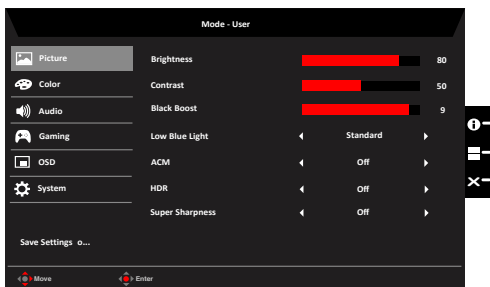 Mode - User
Picture
Brightness 80
Color
Contrast 50
Audio
Black Boost 9
Gaming
Low Blue Light Standard
OSD
ACM Off
System
HDR Off
Super Sharpness Off
Save Settings o...
Move Enter